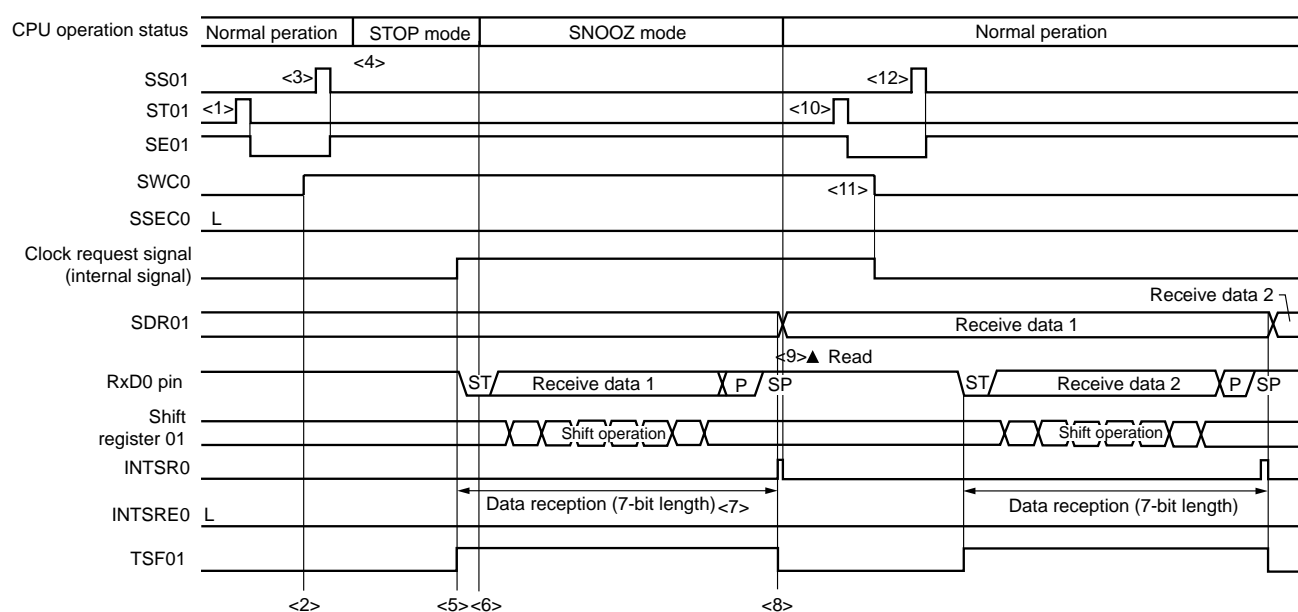 CPU operation status Normal peration STOP mode SNOOZ mode Normal peration
<4>
SS01 <3> <12>
ST01 <1> <10>
SE01
SWC0 <11>
SSEC0 L
Clock request signal
(internal signal)
Receive data 2
SDR01 Receive data 1
<9>▲ Read
RxD0 pin ST Receive data 1 P SP ST Receive data 2 P SP
Shift
register 01 Shift operation Shift operation
INTSR0
Data reception (7-bit length) <7> Data reception (7-bit length)
INTSRE0 L
TSF01
<2> <5> <6> <8>